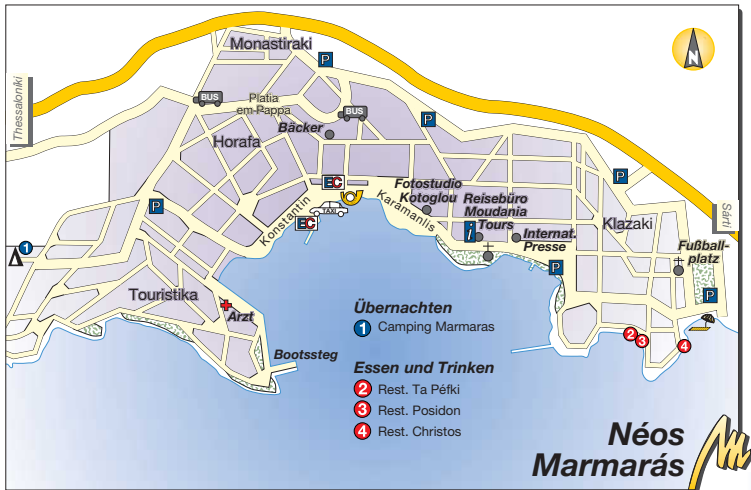 Monastiraki
P
N
Thessaloniki
BUS
Platia
em-Pappa
BUS
Bäcker
P
Horafa
P
EC
Fotostudio
Kotoglou
Reisebüro
Moudania
Tours
P
Sárti
Konstantin
Karamanlis
TAXI
EC
i
Internat.
Presse
Klazaki
Fußball-
platz
1
P
P
Touristika
Arzt
Übernachten
1 Camping Marmaras
Bootssteg
Essen und Trinken
2 Rest. Ta Péfki
3 Rest. Posidon
4 Rest. Christos
2
3
4
Néos
Marmarás